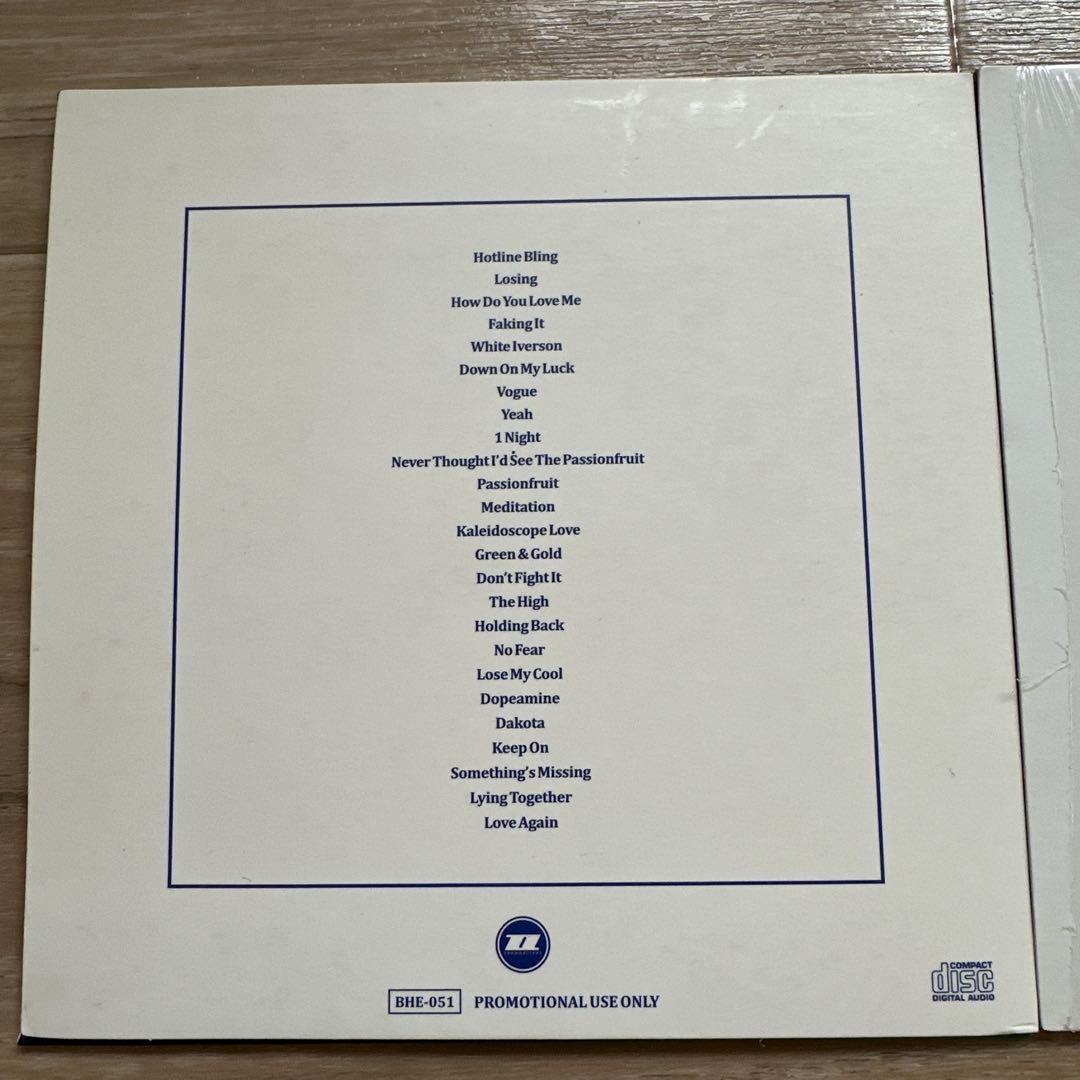 Hotline Bling
Losing
How Do You Love Me
Faking It
White Iverson
Down On My Luck
Vogue
Yeah
1 Night
Never Thought I'd See The Passionfruit
Passionfruit
Meditation
Kaleidoscope Love
Green & Gold
Don't Fight It
The High
Holding Back
No Fear
Lose My Cool
Dopeamine
Dakota
Keep On
Something's Missing
Lying Together
Love Again
BHE-051 PROMOTIONAL USE ONLY
COMPACT
disc
DIGITAL AUDIO